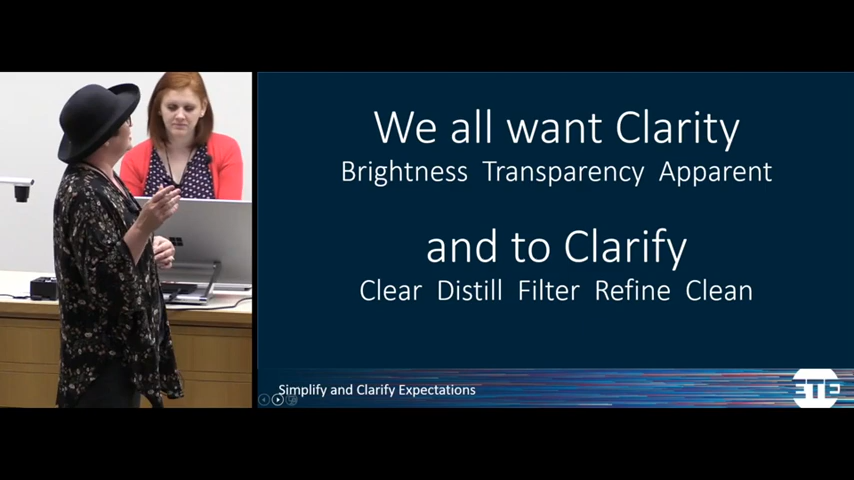 We all want Clarity
Brightness Transparency Apparent
and to Clarify
Clear Distill Filter Refine Clean
Simplify and Clarify Expectations
ETE